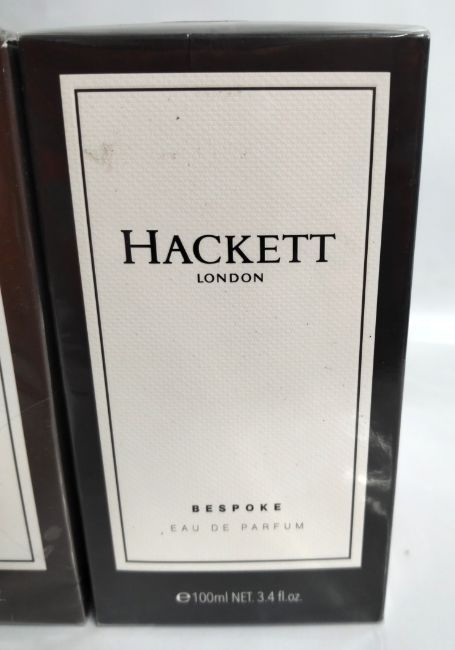 HACKETT
LONDON
BESPOKE
EAU DE PARFUM
℮100ml NET. 3.4 fl.oz.